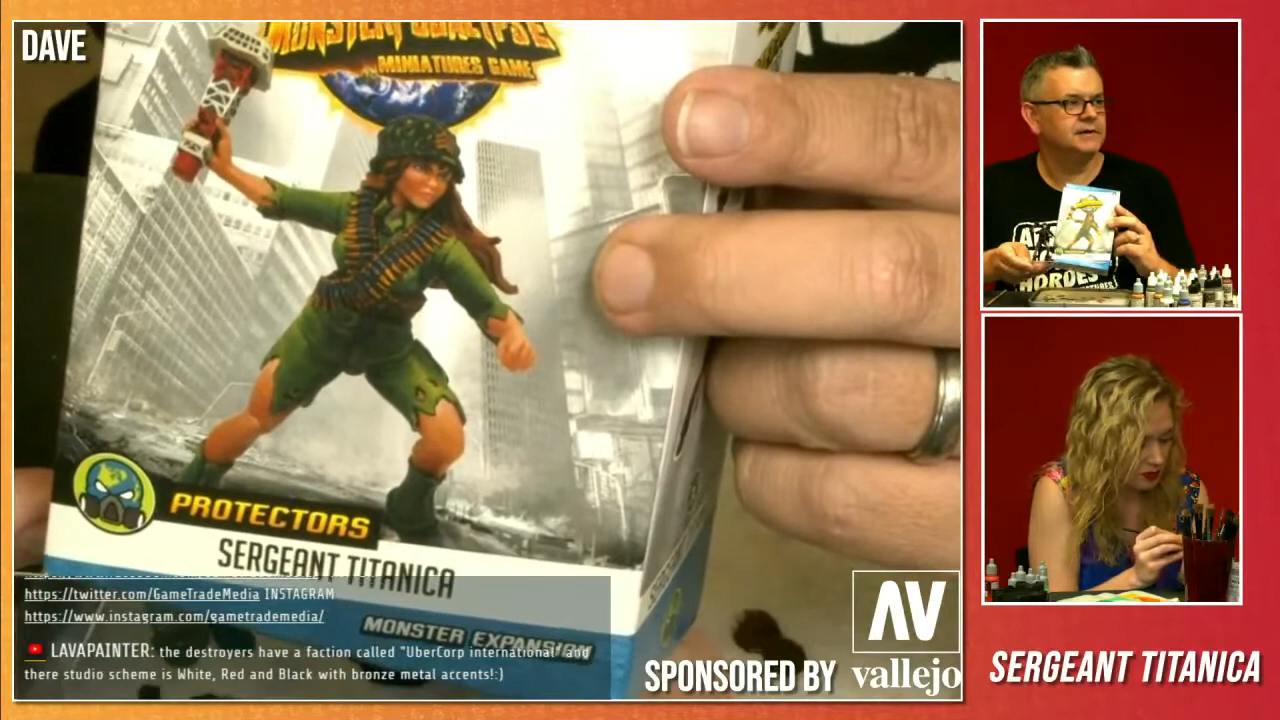 DAVE
MONSTERPOCALYPSE
MINIATURES GAME
PROTECTORS
SERGEANT TITANICA
MONSTER EXPANSION
https://twitter.com/GameTradeMedia INSTAGRAM
https://www.instagram.com/gametrademedia/
LAVAPAINTER: the destroyers have a faction called "UberCorp international" and
there studio scheme is White, Red and Black with bronze metal accents!:)
SPONSORED BY
AV
vallejo
HORDES
SERGEANT TITANICA